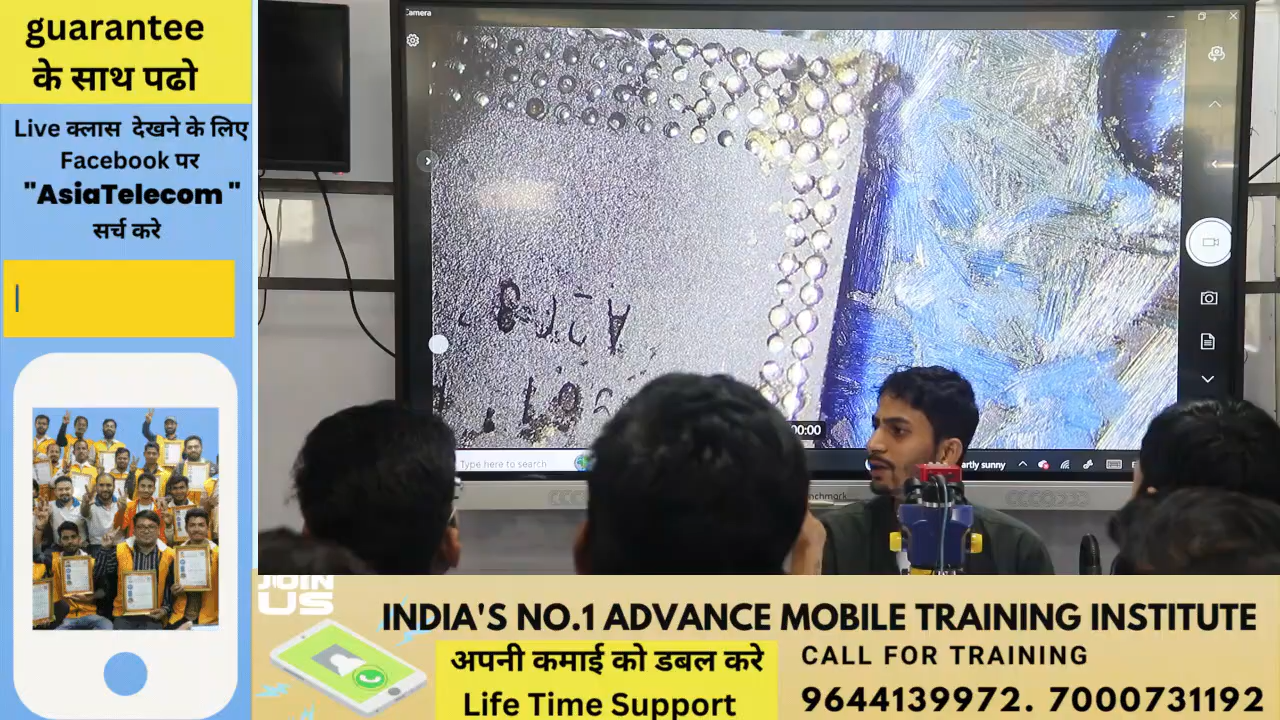 guarantee
के साथ पढो
Live क्लास देखने के लिए
Facebook पर
"AsiaTelecom "
सर्च करे
Camera
00:00
Type here to search
artly sunny
nchmark
JOIN
US
INDIA'S NO.1 ADVANCE MOBILE TRAINING INSTITUTE
अपनी कमाई को डबल करे
Life Time Support
CALL FOR TRAINING
9644139972. 7000731192